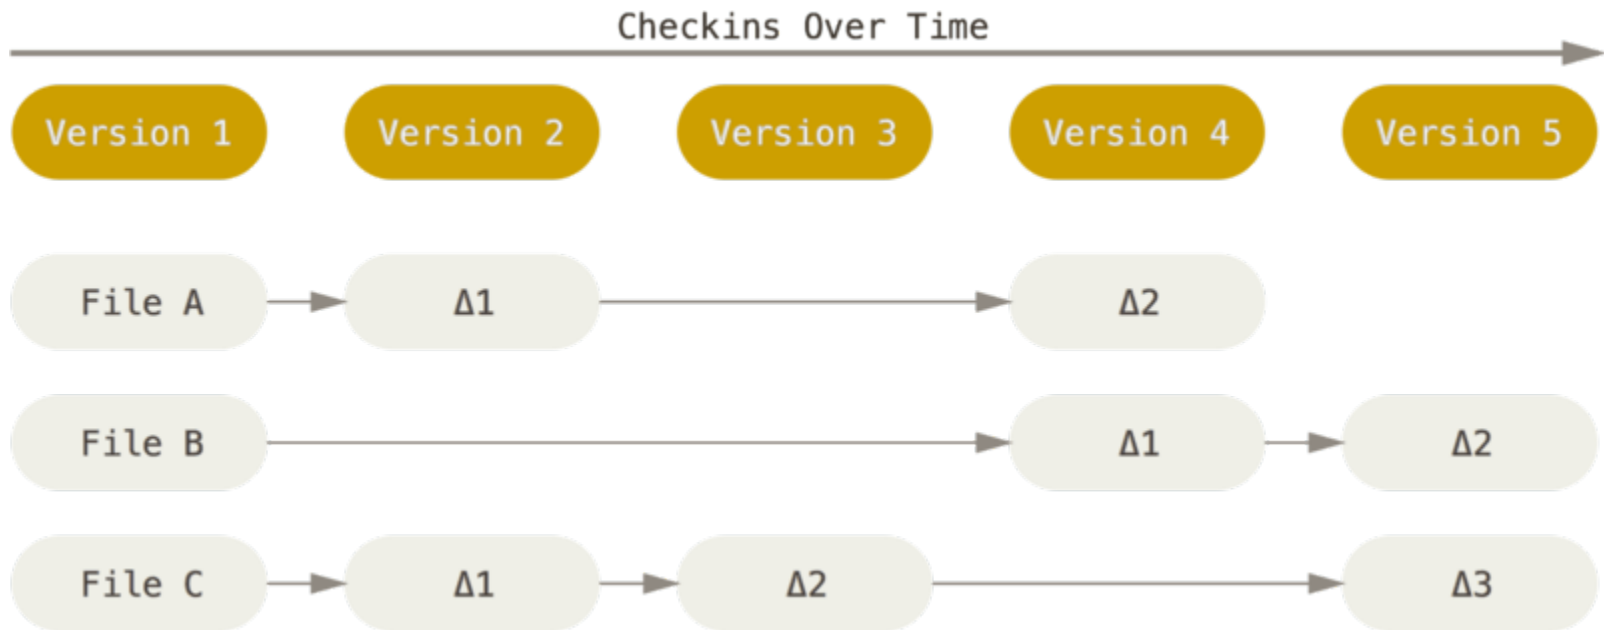 Checkins Over Time
Version 1 Version 2 Version 3 Version 4 Version 5
File A Δ1 Δ2
File B Δ1 Δ2
File C Δ1 Δ2 Δ3